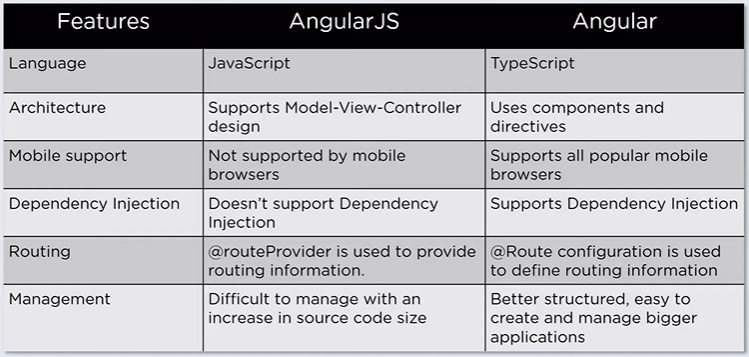 Features AngularJS Angular
Language JavaScript TypeScript
Architecture Supports Model-View-Controller Uses components and
design directives
Mobile support Not supported by mobile Supports all popular mobile
browsers browsers
Dependency Injection Doesn't support Dependency Supports Dependency Injection
Injection
Routing @routeProvider is used to provide @Route configuration is used
routing information. to define routing information
Management Difficult to manage with an Better structured, easy to
increase in source code size create and manage bigger
applications